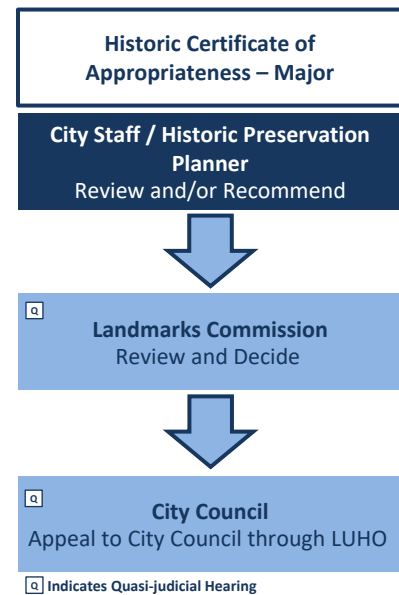 Historic Certificate of
Appropriateness – Major
City Staff / Historic Preservation
Planner
Review and/or Recommend
Q
Landmarks Commission
Review and Decide
Q
City Council
Appeal to City Council through LUHO
Q Indicates Quasi-judicial Hearing